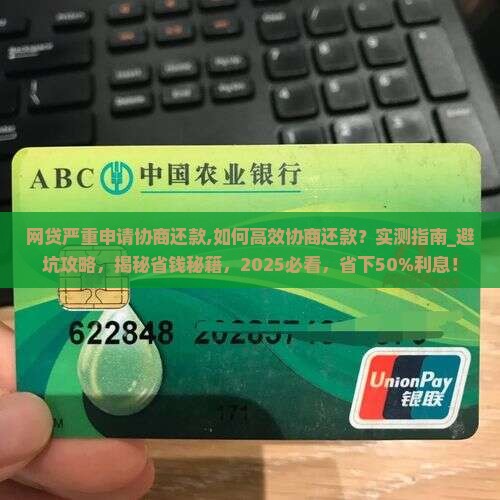 ABC 中国农业银行
网贷严重申请协商还款,如何高效协商还款？实测指南_避
坑攻略，揭秘省钱秘籍，2025必看，省下50%利息！
622848
UnionPay
银联
171